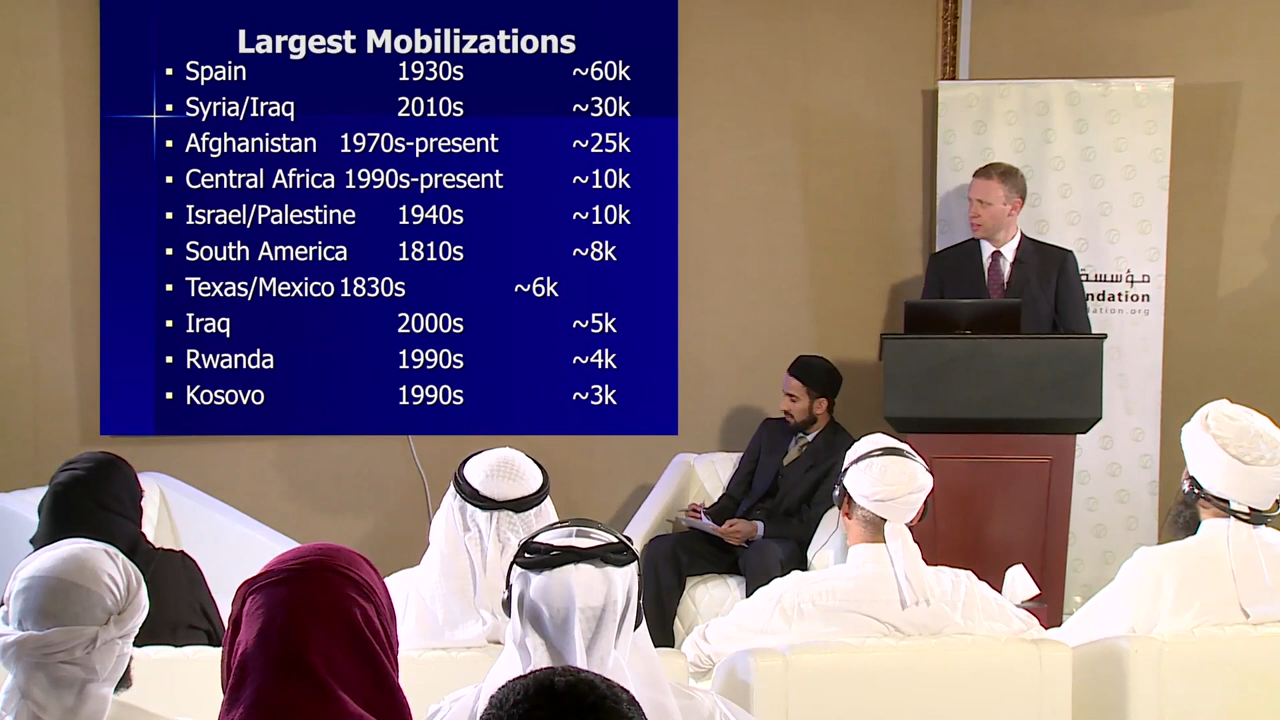 Largest Mobilizations
▪ Spain 1930s ~60k
▪ Syria/Iraq 2010s ~30k
▪ Afghanistan 1970s-present ~25k
▪ Central Africa 1990s-present ~10k
▪ Israel/Palestine 1940s ~10k
▪ South America 1810s ~8k
▪ Texas/Mexico 1830s ~6k
▪ Iraq 2000s ~5k
▪ Rwanda 1990s ~4k
▪ Kosovo 1990s ~3k
مؤسسة
ndation
dation.org